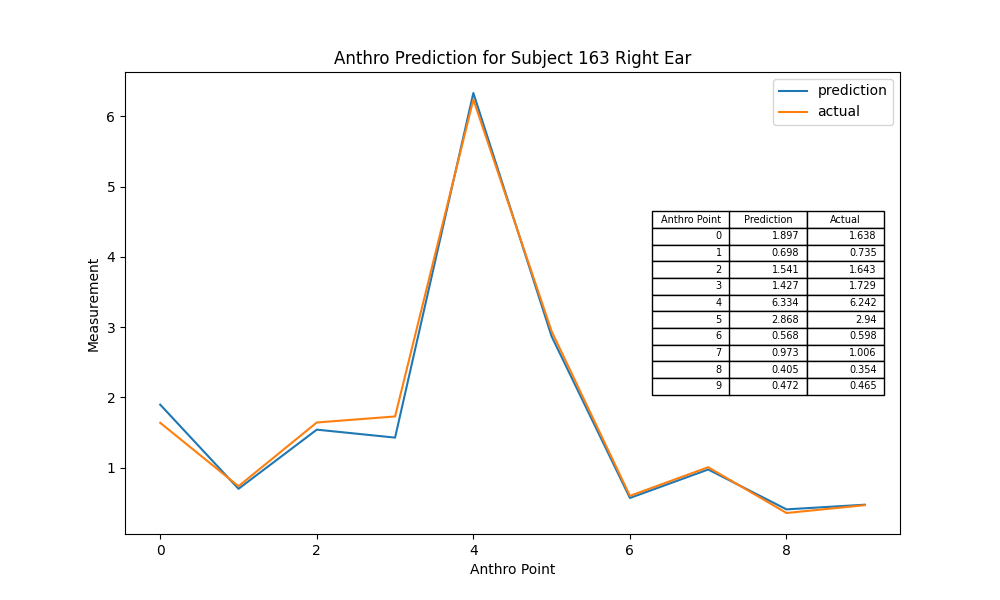 Anthro Prediction for Subject 163 Right Ear
prediction
actual
6
5
4
3
2
1
Measurement
Anthro Point Prediction Actual
0 1.897 1.638
1 0.698 0.735
2 1.541 1.643
3 1.427 1.729
4 6.334 6.242
5 2.868 2.94
6 0.568 0.598
7 0.973 1.006
8 0.405 0.354
9 0.472 0.465
0 2 4 6 8
Anthro Point